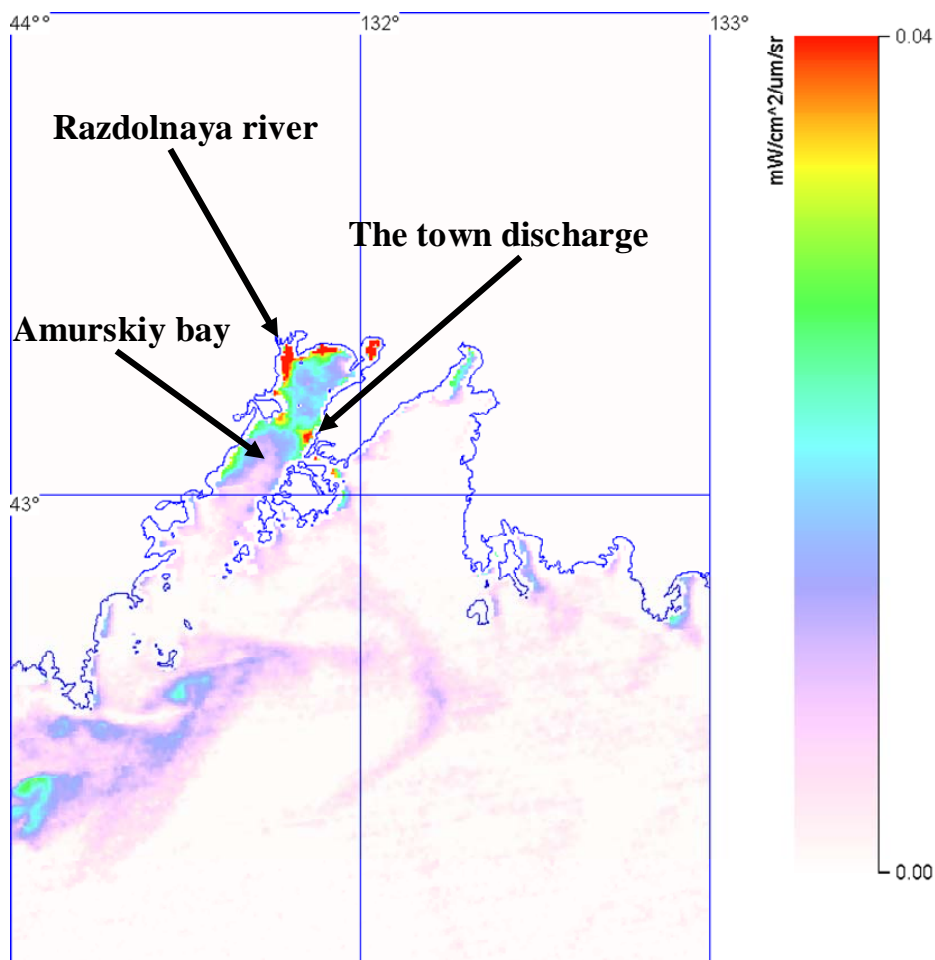 44°°
132°
133°
mW/cm^2/um/sr
0.04
Razdolnaya river
The town discharge
Amurskiy bay
43°
0.00